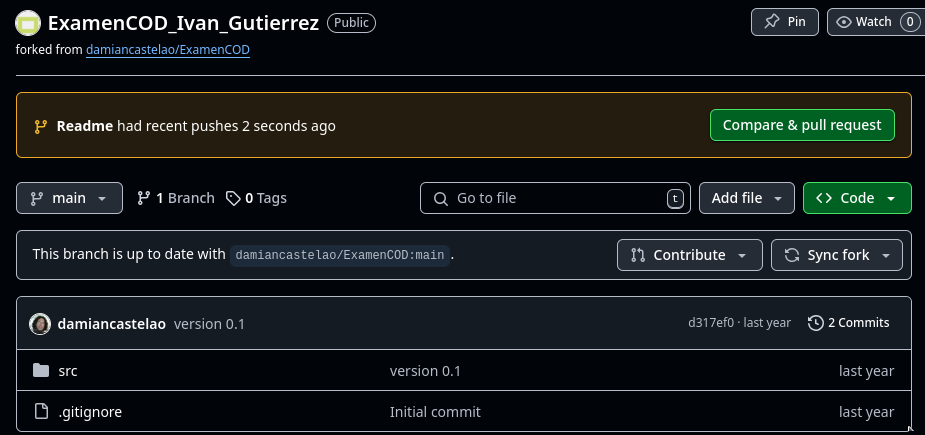 ExamenCOD_Ivan_Gutierrez Public Pin Watch 0
forked from damiancastelao/ExamenCOD
Readme had recent pushes 2 seconds ago Compare & pull request
main 1 Branch 0 Tags Go to file t Add file Code
This branch is up to date with damiancastelao/ExamenCOD:main. Contribute Sync fork
damiancastelao version 0.1 d317ef0 · last year 2 Commits
src version 0.1 last year
.gitignore Initial commit last year